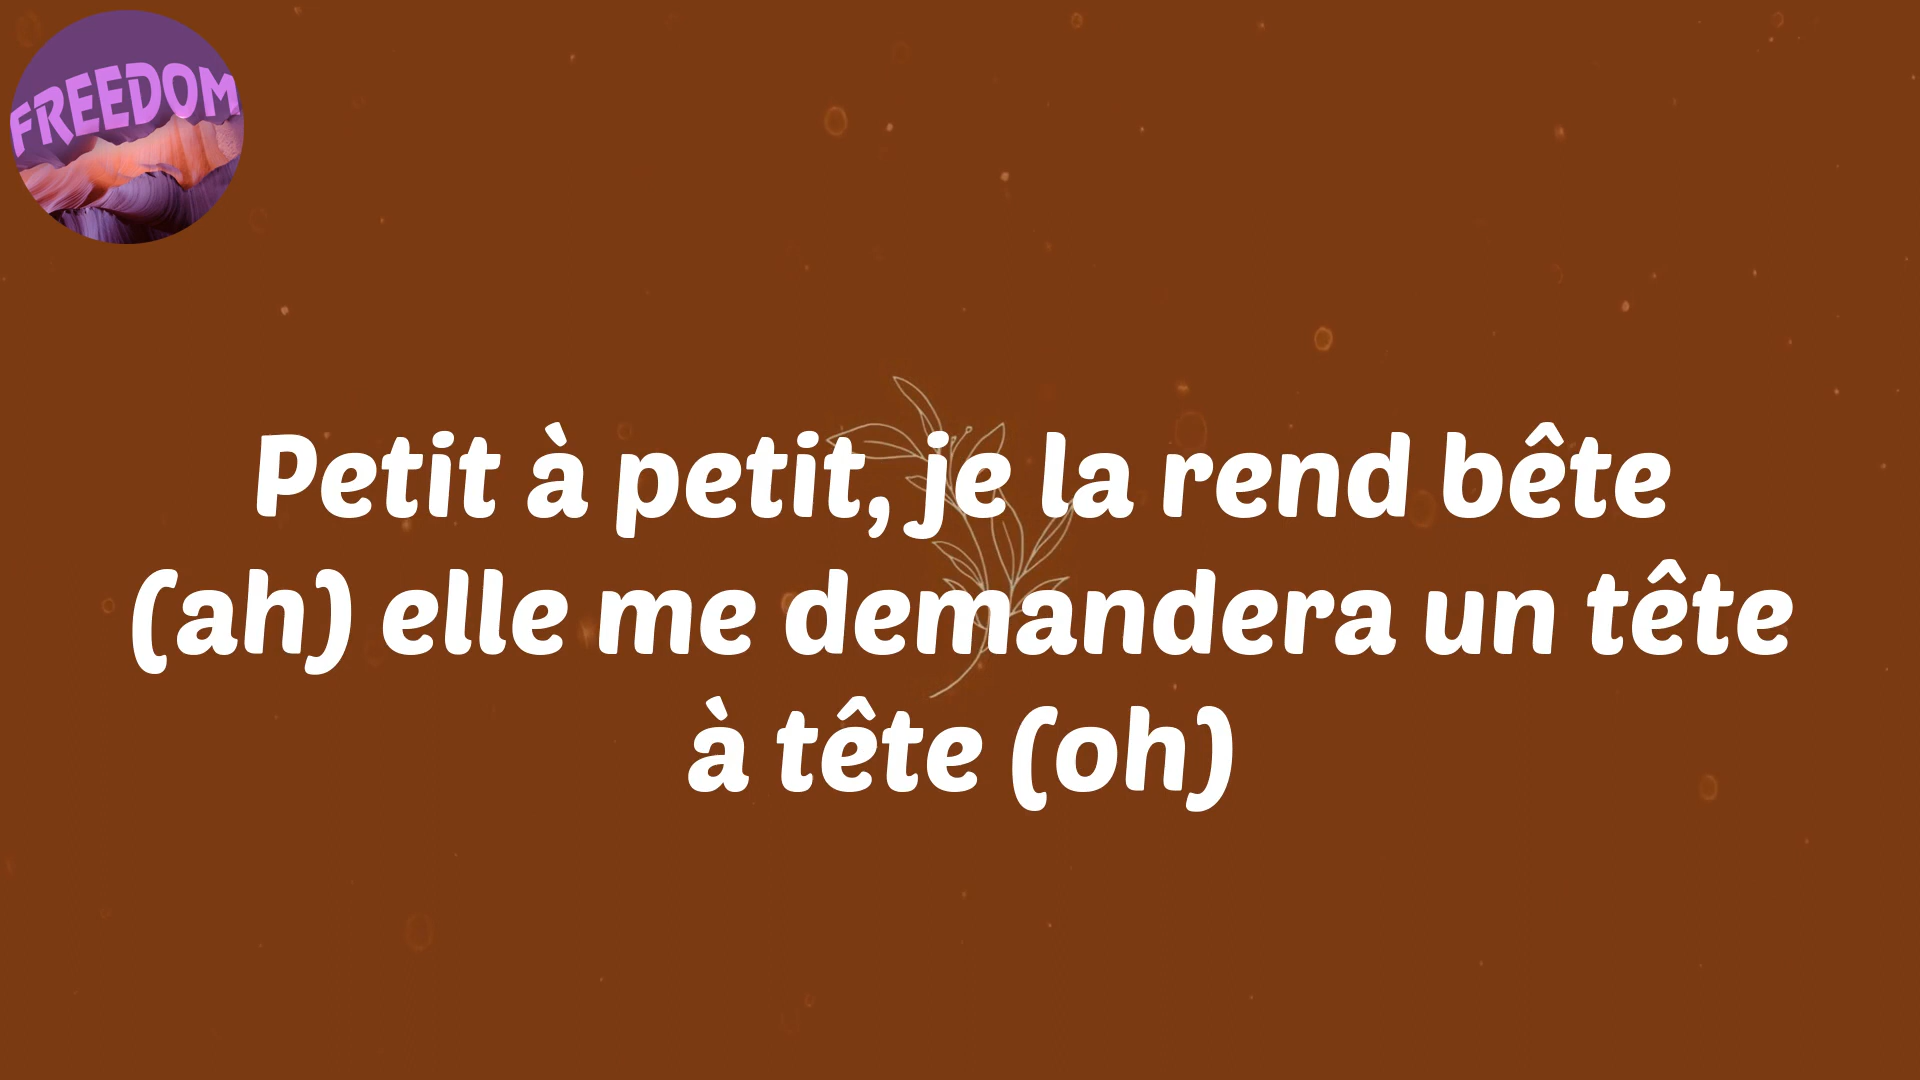 FREEDOM
Petit à petit, je la rend bête
(ah) elle me demandera un tête
à tête (oh)